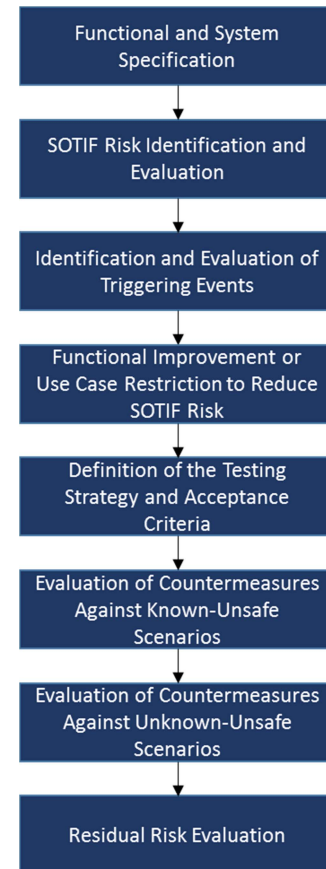 Functional and System
Specification
SOTIF Risk Identification and
Evaluation
Identification and Evaluation of
Triggering Events
Functional Improvement or
Use Case Restriction to Reduce
SOTIF Risk
Definition of the Testing
Strategy and Acceptance
Criteria
Evaluation of Countermeasures
Against Known-Unsafe
Scenarios
Evaluation of Countermeasures
Against Unknown-Unsafe
Scenarios
Residual Risk Evaluation